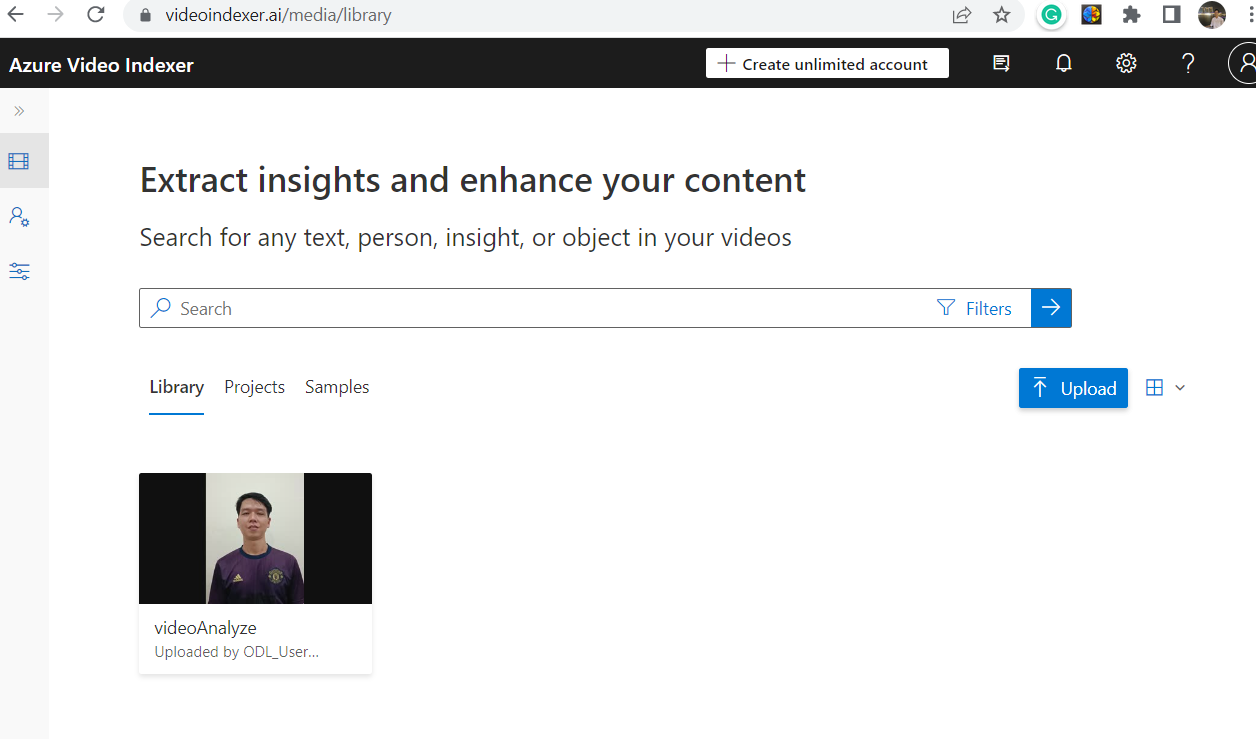 videoindexer.ai/media/library
Azure Video Indexer
Create unlimited account
Extract insights and enhance your content
Search for any text, person, insight, or object in your videos
Search
Filters
Library Projects Samples
Upload
videoAnalyze
Uploaded by ODL_User...